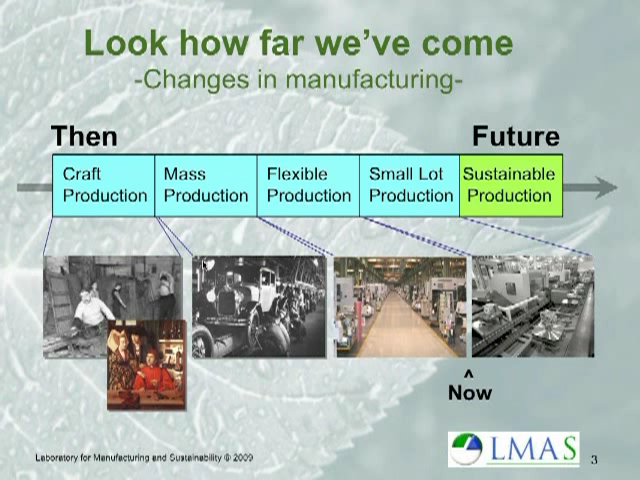 Look how far we've come
-Changes in manufacturing-
Then
Future
Craft
Production
Mass
Production
Flexible
Production
Small Lot
Production
Sustainable
Production
^
Now
Laboratory for Manufacturing and Sustainability © 2009
LMAS
3